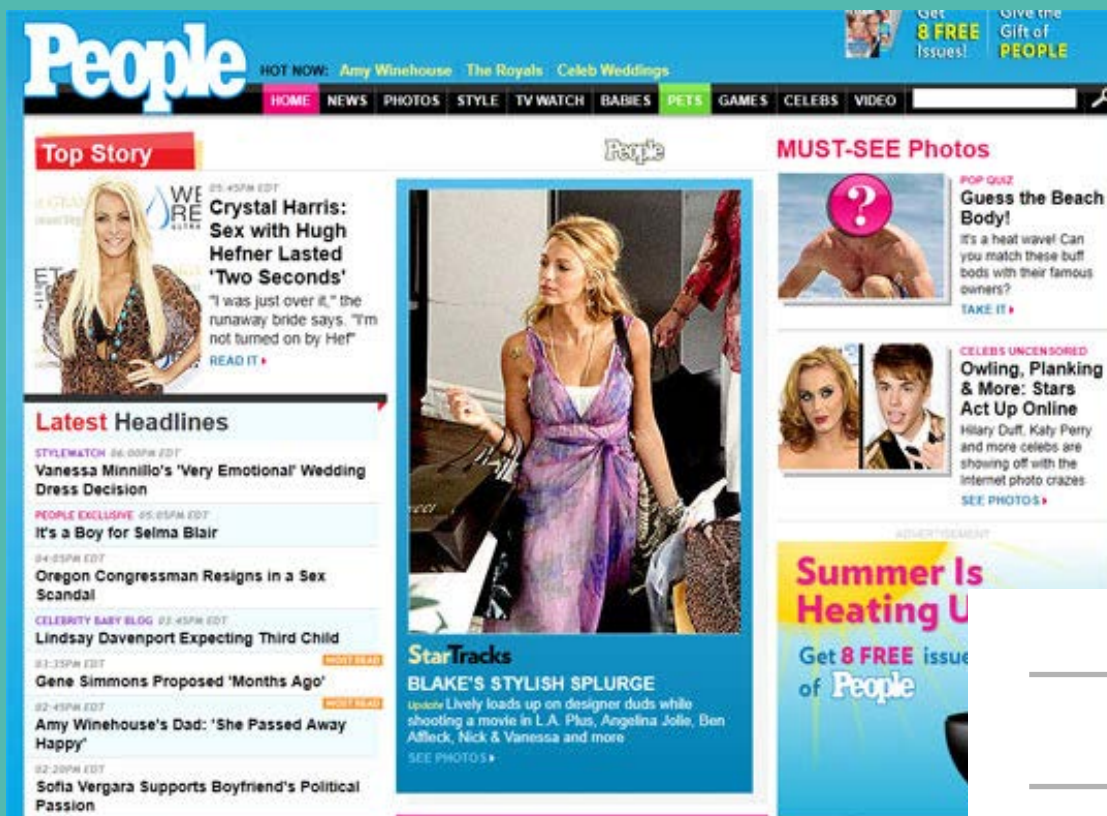 People
HOT NOW: Amy Winehouse The Royals Celeb Weddings
Get
8 FREE
Issues!
Give the
Gift of
PEOPLE
HOME NEWS PHOTOS STYLE TV WATCH BABIES PETS GAMES CELEBS VIDEO
Top Story
WE
RE
05:45PM EDT
Crystal Harris:
Sex with Hugh
Hefner Lasted
'Two Seconds'
"I was just over it," the
runaway bride says. "I'm
not turned on by Hef"
READ IT
Latest Headlines
STYLEWATCH 06:00PM EDT
Vanessa Minnillo's 'Very Emotional' Wedding
Dress Decision
PEOPLE EXCLUSIVE 05:05PM EDT
It's a Boy for Selma Blair
04:05PM EDT
Oregon Congressman Resigns in a Sex
Scandal
CELEBRITY BABY BLOG 03:45PM EDT
Lindsay Davenport Expecting Third Child
03:35PM EDT MOST READ
Gene Simmons Proposed 'Months Ago'
02:45PM EDT MOST READ
Amy Winehouse's Dad: 'She Passed Away
Happy'
02:20PM EDT
Sofia Vergara Supports Boyfriend's Political
Passion
People
StarTracks
BLAKE'S STYLISH SPLURGE
Update Lively loads up on designer duds while
shooting a movie in L.A. Plus, Angelina Jolie, Ben
Affleck, Nick & Vanessa and more
SEE PHOTOS
MUST-SEE Photos
POP QUIZ
Guess the Beach
Body!
It's a heat wave! Can
you match these buff
bods with their famous
owners?
TAKE IT
CELEBS UNCENSORED
Owling, Planking
& More: Stars
Act Up Online
Hilary Duff, Katy Perry
and more celebs are
showing off with the
Internet photo crazes
SEE PHOTOS
ADVERTISEMENT
Summer Is
Heating U
Get 8 FREE issue
of People